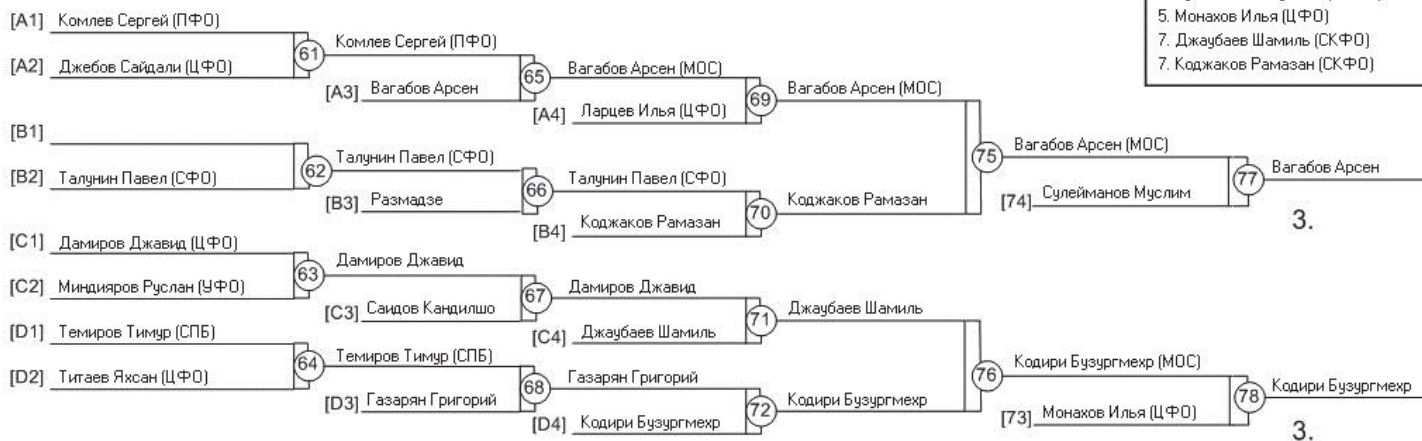 5. Монахов Илья (ЦФО)
7. Джаубаев Шамиль (СКФО)
7. Коджаков Рамазан (СКФО)
[A1] Комлев Сергей (ПФО)
61
Комлев Сергей (ПФО)
[A2] Джебов Сайдали (ЦФО)
65
Вагабов Арсен (МОС)
[A3] Вагабов Арсен
69
Вагабов Арсен (МОС)
[A4] Ларцев Илья (ЦФО)
[B1]
75
Вагабов Арсен (МОС)
77
Вагабов Арсен
[B2] Талунин Павел (СФО)
62
Талунин Павел (СФО)
66
Талунин Павел (СФО)
[B3] Размадзе
70
Коджаков Рамазан
[74] Сулейманов Муслим
3.
[B4] Коджаков Рамазан
[C1] Дамиров Джавид (ЦФО)
63
Дамиров Джавид
[C2] Миндияров Руслан (УФО)
67
Дамиров Джавид
[C3] Саидов Кандилшо
71
Джаубаев Шамиль
[C4] Джаубаев Шамиль
[D1] Темиров Тимур (СПБ)
64
Темиров Тимур (СПБ)
76
Кодири Бузургмехр (МОС)
78
Кодири Бузургмехр
[D2] Титаев Яхсан (ЦФО)
68
Газарян Григорий
[D3] Газарян Григорий
72
Кодири Бузургмехр
[73] Монахов Илья (ЦФО)
[D4] Кодири Бузургмехр
3.